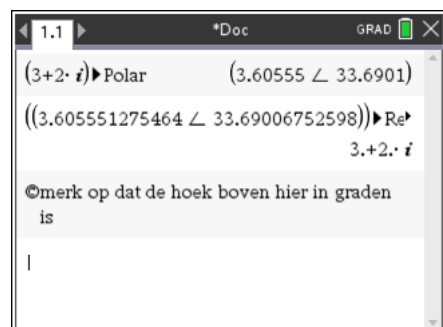 1.1 *Doc GRAD
(3+2·i)▶Polar (3.60555 ∠ 33.6901)
((3.605551275464 ∠ 33.69006752598))▶Re▸
3.+2.·i
©merk op dat de hoek boven hier in graden
is